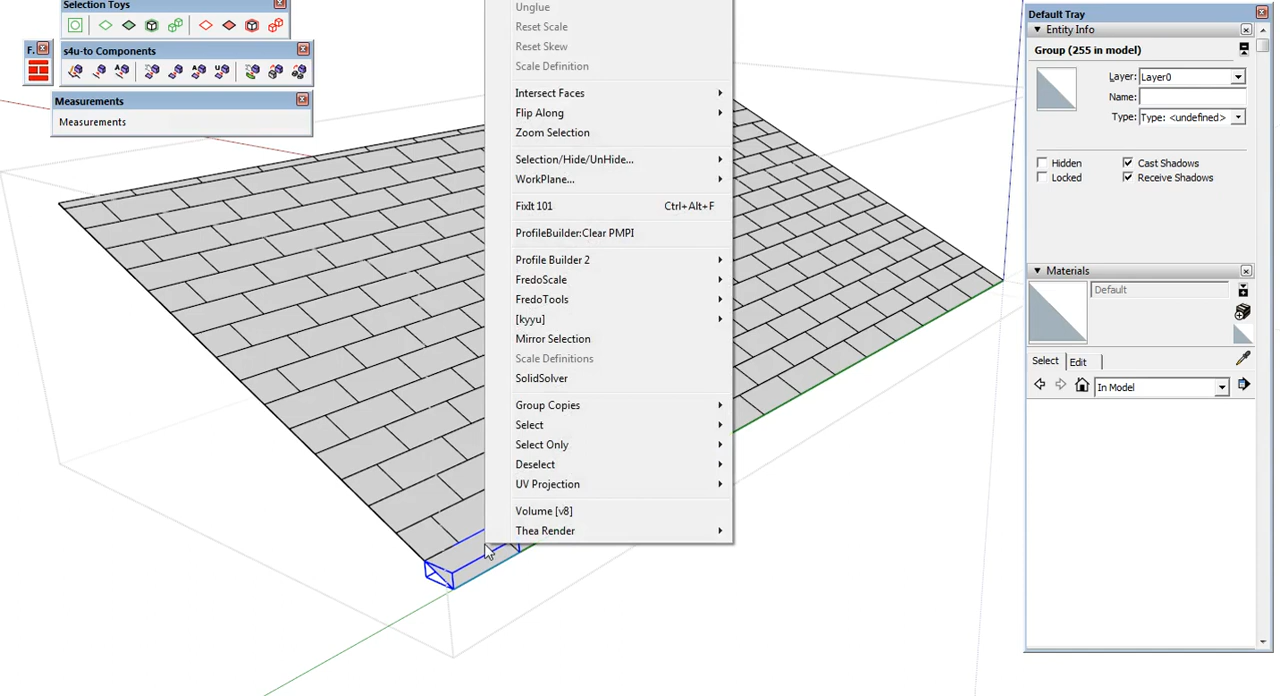 Selection Toys
F.
s4u-to Components
Measurements
Measurements
Unglue
Reset Scale
Reset Skew
Scale Definition
Intersect Faces
Flip Along
Zoom Selection
Selection/Hide/UnHide...
WorkPlane...
FixIt 101 Ctrl+Alt+F
ProfileBuilder:Clear PMPI
Profile Builder 2
FredoScale
FredoTools
[kyyu]
Mirror Selection
Scale Definitions
SolidSolver
Group Copies
Select
Select Only
Deselect
UV Projection
Volume [v8]
Thea Render
Default Tray
Entity Info
Group (255 in model)
Layer: Layer0
Name:
Type: Type: <undefined>
Hidden Cast Shadows
Locked Receive Shadows
Materials
Default
Select Edit
In Model